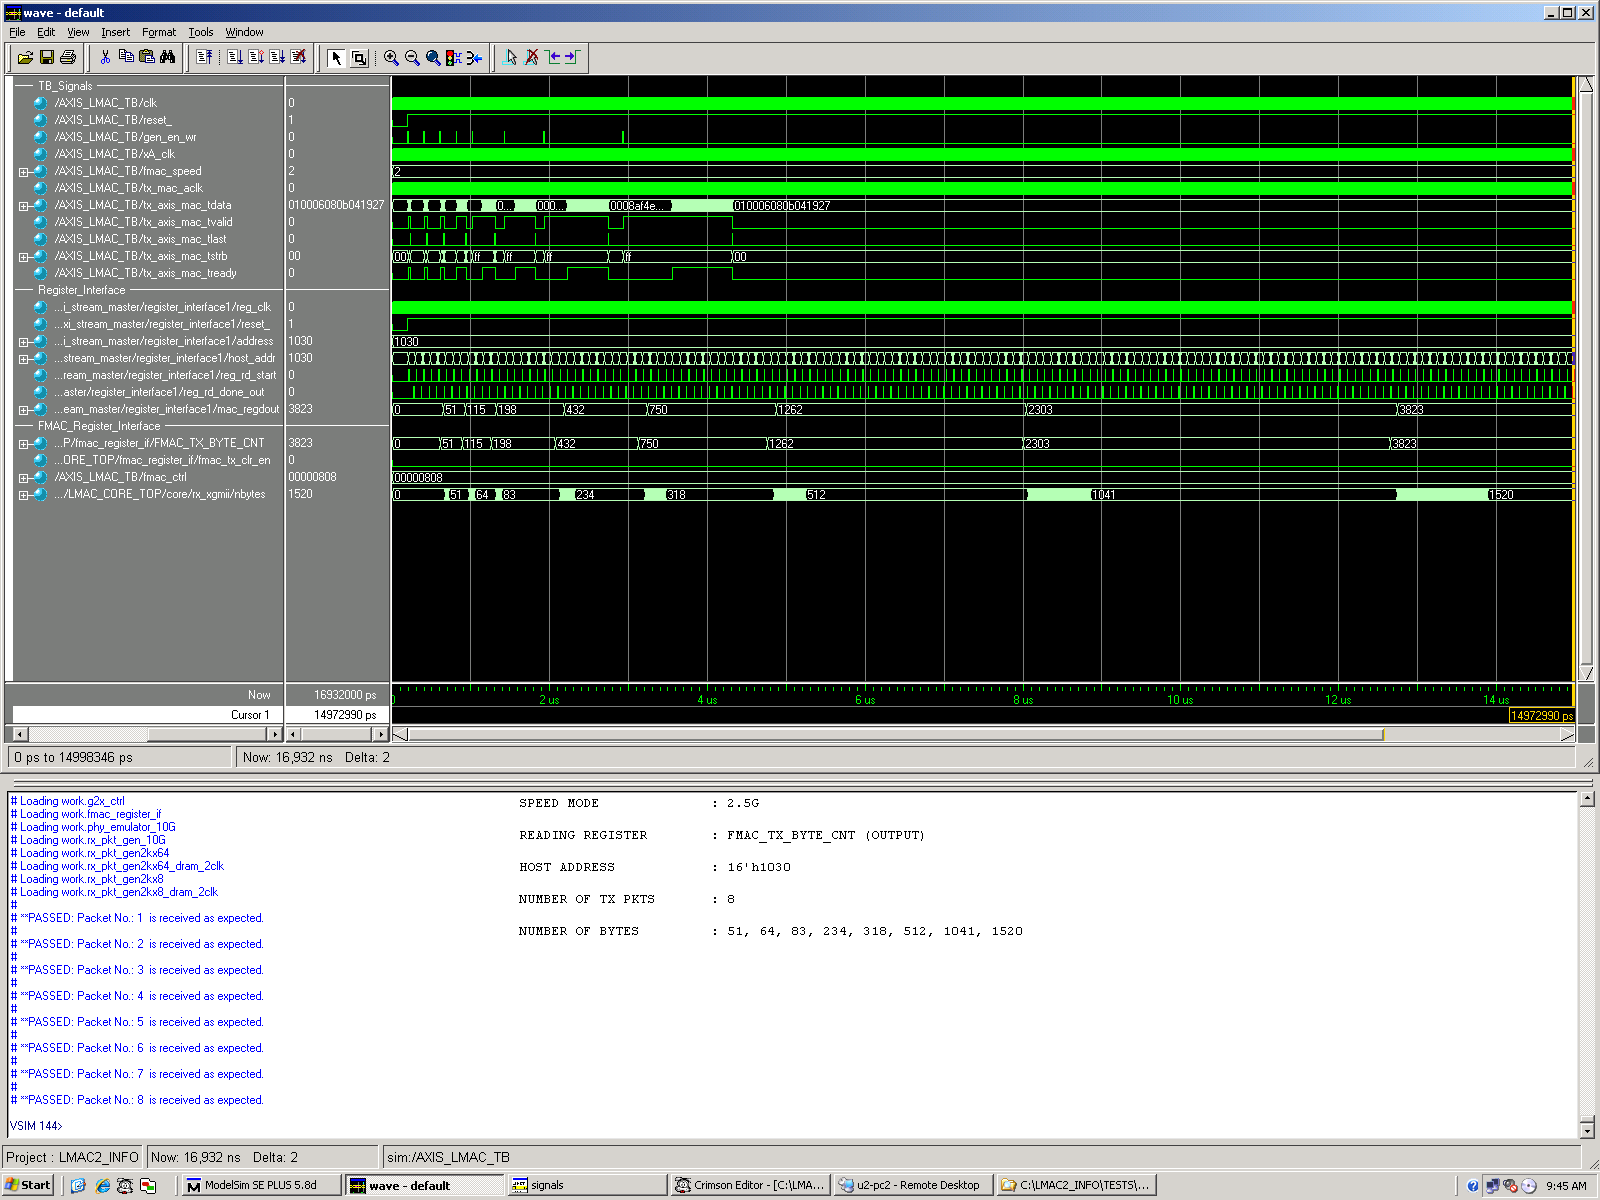 wave - default
File Edit View Insert Format Tools Window
TB_Signals
/AXIS_LMAC_TB/clk 0
/AXIS_LMAC_TB/reset_ 1
/AXIS_LMAC_TB/gen_en_wr 0
/AXIS_LMAC_TB/xA_clk 0
/AXIS_LMAC_TB/fmac_speed 2 2
/AXIS_LMAC_TB/tx_mac_aclk 0
/AXIS_LMAC_TB/tx_axis_mac_tdata 010006080b041927 0... 000... 0008af4e... 010006080b041927
/AXIS_LMAC_TB/tx_axis_mac_tvalid 0
/AXIS_LMAC_TB/tx_axis_mac_tlast 0
/AXIS_LMAC_TB/tx_axis_mac_tstrb 00 00 ff ff ff ff 00
/AXIS_LMAC_TB/tx_axis_mac_tready 0
Register_Interface
...i_stream_master/register_interface1/reg_clk 0
...xi_stream_master/register_interface1/reset_ 1
...i_stream_master/register_interface1/address 1030 1030
...stream_master/register_interface1/host_addr 1030
...ream_master/register_interface1/reg_rd_start 0
...aster/register_interface1/reg_rd_done_out 0
...eam_master/register_interface1/mac_regdout 3823 0 51 115 198 432 750 1262 2303 3823
FMAC_Register_Interface
...P/fmac_register_if/FMAC_TX_BYTE_CNT 3823 0 51 115 198 432 750 1262 2303 3823
...ORE_TOP/fmac_register_if/fmac_tx_clr_en 0
/AXIS_LMAC_TB/fmac_ctrl 00000808 00000808
.../LMAC_CORE_TOP/core/rx_xgmii/nbytes 1520 0 51 64 83 234 318 512 1041 1520
Now 16932000 ps 2 us 4 us 6 us 8 us 10 us 12 us 14 us
Cursor 1 14972990 ps 14972990 ps
0 ps to 14998346 ps Now: 16,932 ns Delta: 2
# Loading work.g2x_ctrl
# Loading work.fmac_register_if
# Loading work.phy_emulator_10G
# Loading work.rx_pkt_gen_10G
# Loading work.rx_pkt_gen2kx64
# Loading work.rx_pkt_gen2kx64_dram_2clk
# Loading work.rx_pkt_gen2kx8
# Loading work.rx_pkt_gen2kx8_dram_2clk
#
# **PASSED: Packet No.: 1 is received as expected.
#
# **PASSED: Packet No.: 2 is received as expected.
#
# **PASSED: Packet No.: 3 is received as expected.
#
# **PASSED: Packet No.: 4 is received as expected.
#
# **PASSED: Packet No.: 5 is received as expected.
#
# **PASSED: Packet No.: 6 is received as expected.
#
# **PASSED: Packet No.: 7 is received as expected.
#
# **PASSED: Packet No.: 8 is received as expected.
VSIM 144>
SPEED MODE : 2.5G
READING REGISTER : FMAC_TX_BYTE_CNT (OUTPUT)
HOST ADDRESS : 16'h1030
NUMBER OF TX PKTS : 8
NUMBER OF BYTES : 51, 64, 83, 234, 318, 512, 1041, 1520
Project : LMAC2_INFO Now: 16,932 ns Delta: 2 sim:/AXIS_LMAC_TB
Start ModelSim SE PLUS 5.8d wave - default signals Crimson Editor - [C:\LMA... u2-pc2 - Remote Desktop C:\LMAC2_INFO\TESTS\... 9:45 AM